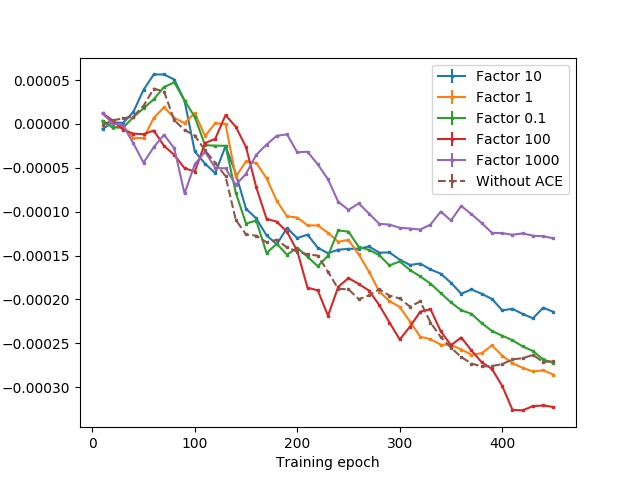 0.00005
0.00000
−0.00005
−0.00010
−0.00015
−0.00020
−0.00025
−0.00030
0
100
200
300
400
Training epoch
Factor 10
Factor 1
Factor 0.1
Factor 100
Factor 1000
Without ACE